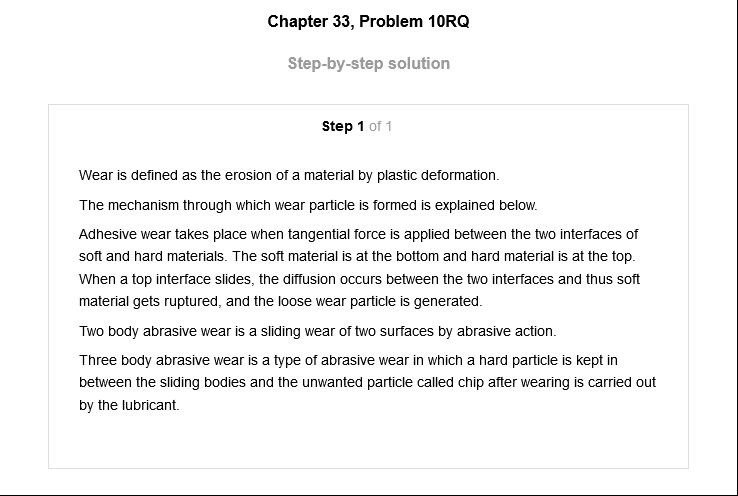 Chapter 33, Problem 10RQ
Step-by-step solution
Step 1 of 1
Wear is defined as the erosion of a material by plastic deformation.
The mechanism through which wear particle is formed is explained below.
Adhesive wear takes place when tangential force is applied between the two interfaces of
soft and hard materials. The soft material is at the bottom and hard material is at the top.
When a top interface slides, the diffusion occurs between the two interfaces and thus soft
material gets ruptured, and the loose wear particle is generated.
Two body abrasive wear is a sliding wear of two surfaces by abrasive action.
Three body abrasive wear is a type of abrasive wear in which a hard particle is kept in
between the sliding bodies and the unwanted particle called chip after wearing is carried out
by the lubricant.